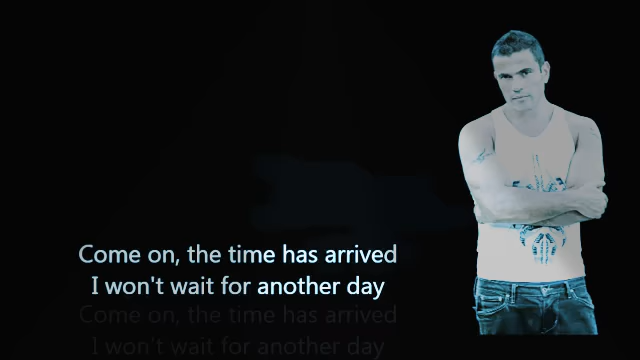 Come on, the time has arrived
I won't wait for another day
Come on, the time has arrived
I won't wait for another day